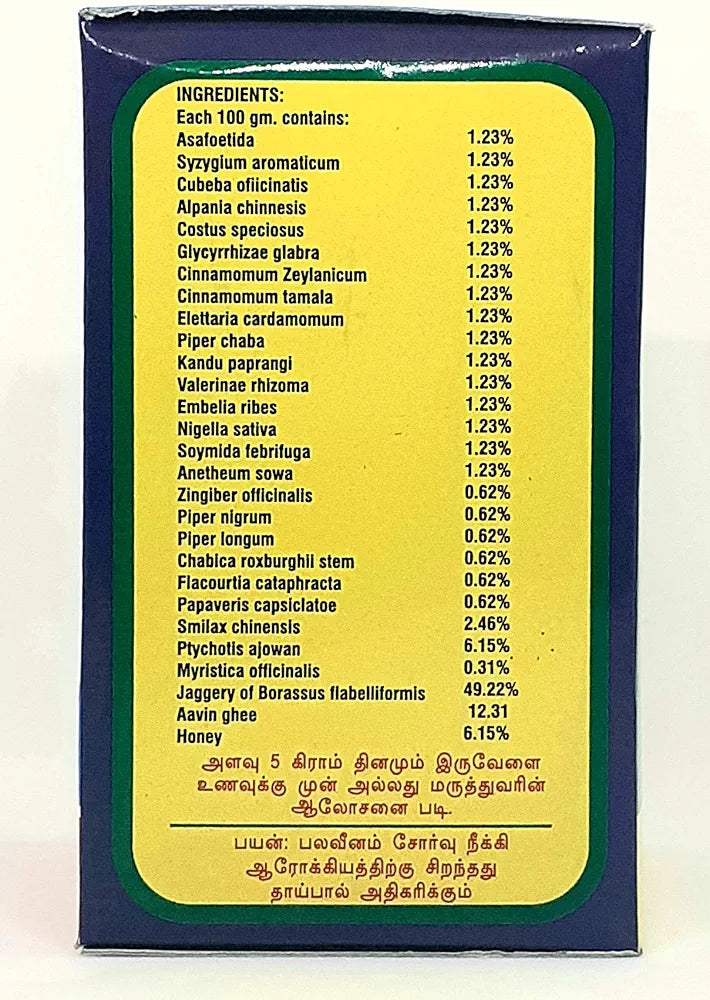 INGREDIENTS:
Each 100 gm. contains:
Asafoetida 1.23%
Syzygium aromaticum 1.23%
Cubeba ofiicinatis 1.23%
Alpania chinnesis 1.23%
Costus speciosus 1.23%
Glycyrrhizae glabra 1.23%
Cinnamomum Zeylanicum 1.23%
Cinnamomum tamala 1.23%
Elettaria cardamomum 1.23%
Piper chaba 1.23%
Kandu paprangi 1.23%
Valerinae rhizoma 1.23%
Embelia ribes 1.23%
Nigella sativa 1.23%
Soymida febrifuga 1.23%
Anetheum sowa 1.23%
Zingiber officinalis 0.62%
Piper nigrum 0.62%
Piper longum 0.62%
Chabica roxburghii stem 0.62%
Flacourtia cataphracta 0.62%
Papaveris capsiclatoe 0.62%
Smilax chinensis 2.46%
Ptychotis ajowan 6.15%
Myristica officinalis 0.31%
Jaggery of Borassus flabelliformis 49.22%
Aavin ghee 12.31
Honey 6.15%
அளவு 5 கிராம் தினமும் இருவேளை
உணவுக்கு முன் அல்லது மருத்துவரின்
ஆலோசனை படி.
பயன்: பலவீனம் சோர்வு நீக்கி
ஆரோக்கியத்திற்கு சிறந்தது
தாய்பால் அதிகரிக்கும்